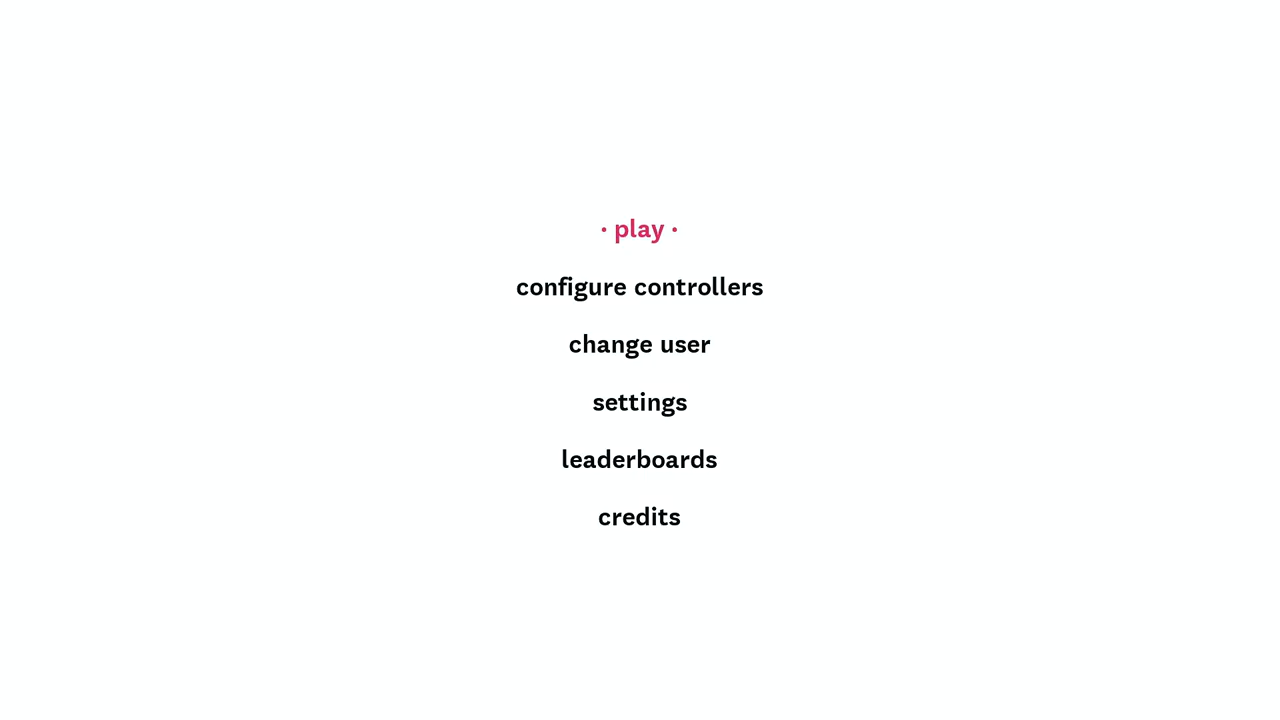 · play ·
configure controllers
change user
settings
leaderboards
credits